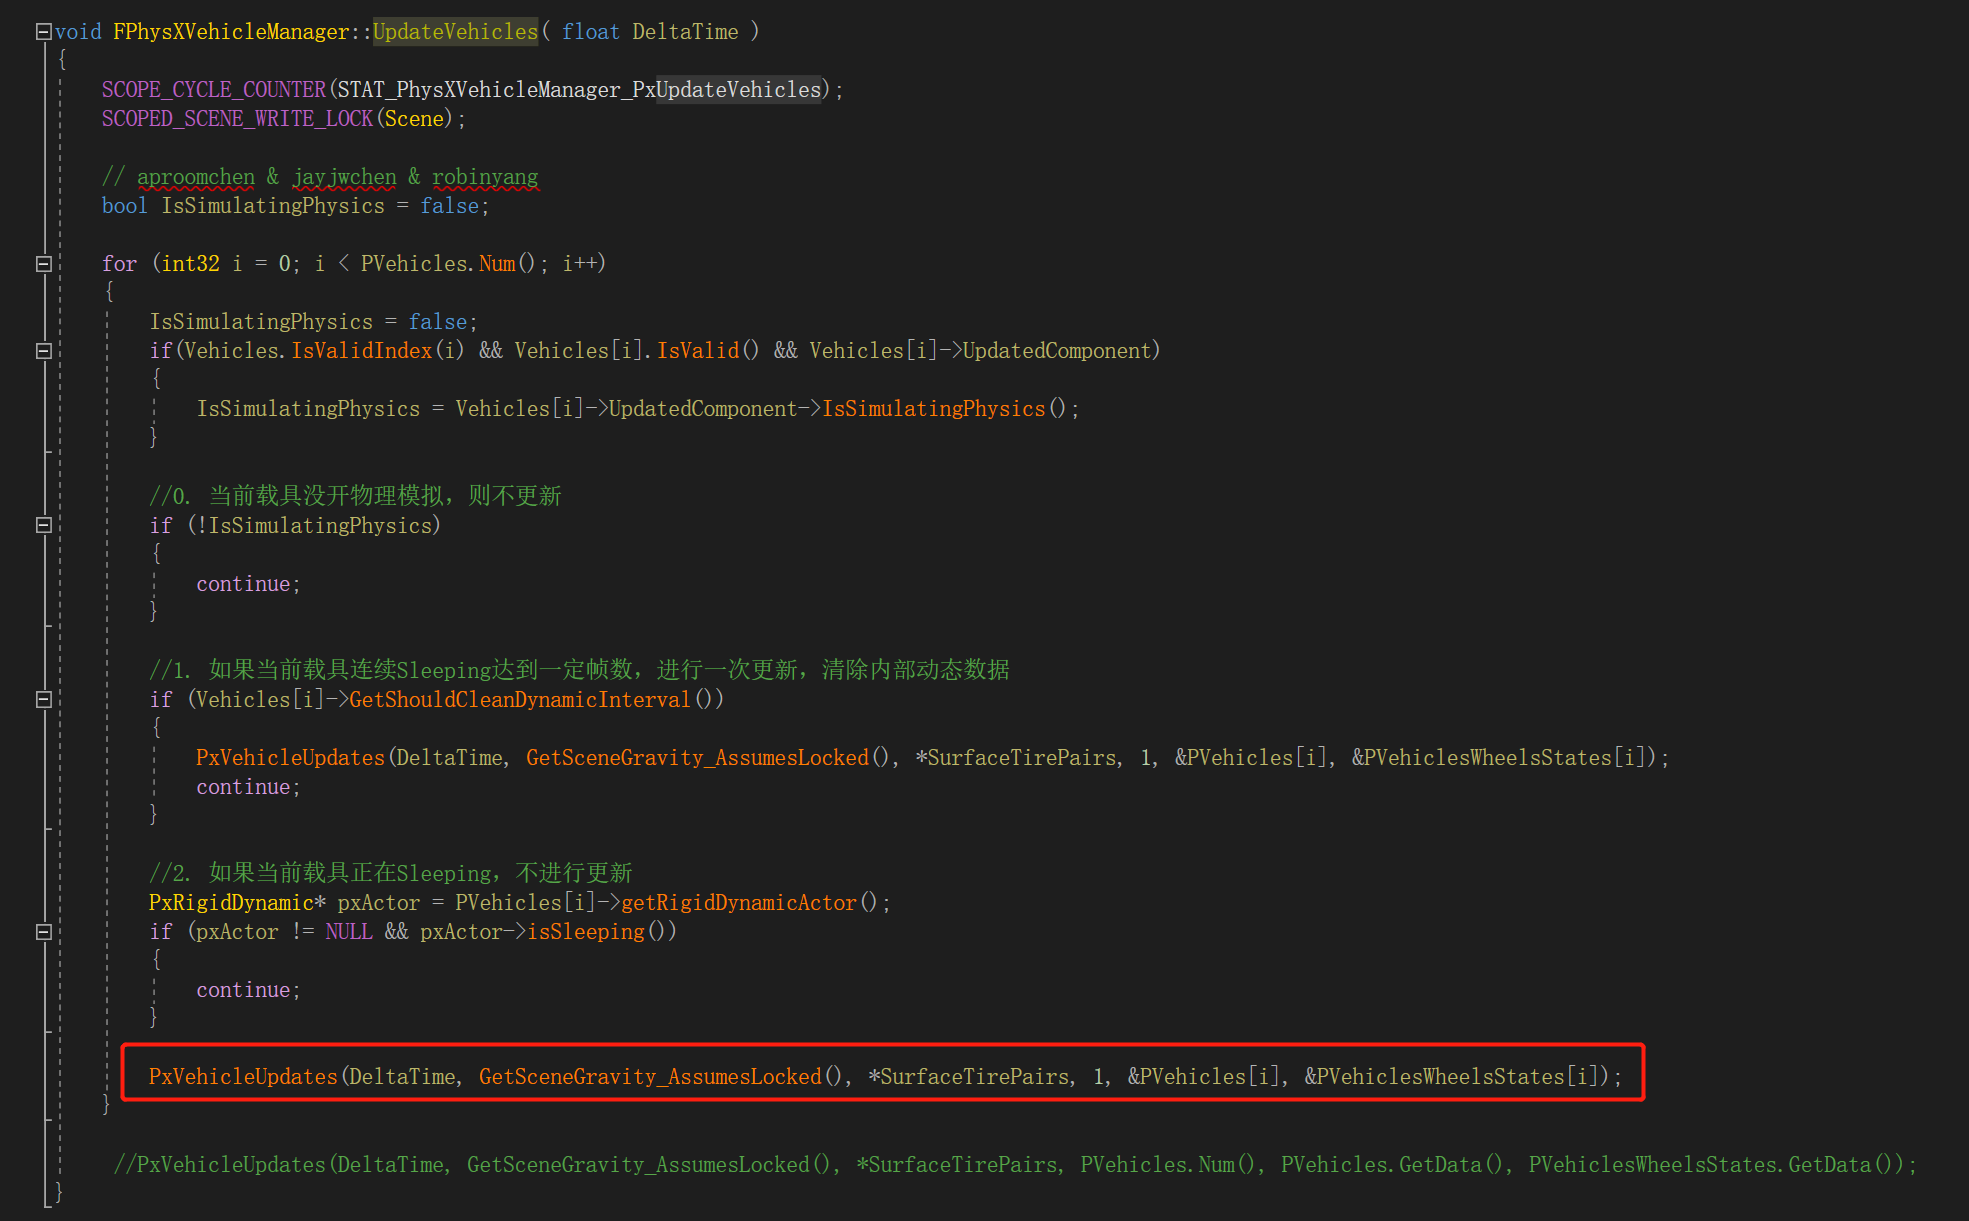 void FPhysXVehicleManager::UpdateVehicles( float DeltaTime )
{
SCOPE_CYCLE_COUNTER(STAT_PhysXVehicleManager_PxUpdateVehicles);
SCOPED_SCENE_WRITE_LOCK(Scene);
// aproomchen & jayjwchen & robinyang
bool IsSimulatingPhysics = false;
for (int32 i = 0; i < PVehicles.Num(); i++)
{
IsSimulatingPhysics = false;
if(Vehicles.IsValidIndex(i) && Vehicles[i].IsValid() && Vehicles[i]->UpdatedComponent)
{
IsSimulatingPhysics = Vehicles[i]->UpdatedComponent->IsSimulatingPhysics();
}
//0. 当前载具没开物理模拟，则不更新
if (!IsSimulatingPhysics)
{
continue;
}
//1. 如果当前载具连续Sleeping达到一定帧数，进行一次更新，清除内部动态数据
if (Vehicles[i]->GetShouldCleanDynamicInterval())
{
PxVehicleUpdates(DeltaTime, GetSceneGravity_AssumesLocked(), *SurfaceTirePairs, 1, &PVehicles[i], &PVehiclesWheelsStates[i]);
continue;
}
//2. 如果当前载具正在Sleeping，不进行更新
PxRigidDynamic* pxActor = PVehicles[i]->getRigidDynamicActor();
if (pxActor != NULL && pxActor->isSleeping())
{
continue;
}
PxVehicleUpdates(DeltaTime, GetSceneGravity_AssumesLocked(), *SurfaceTirePairs, 1, &PVehicles[i], &PVehiclesWheelsStates[i]);
}
//PxVehicleUpdates(DeltaTime, GetSceneGravity_AssumesLocked(), *SurfaceTirePairs, PVehicles.Num(), PVehicles.GetData(), PVehiclesWheelsStates.GetData());
}